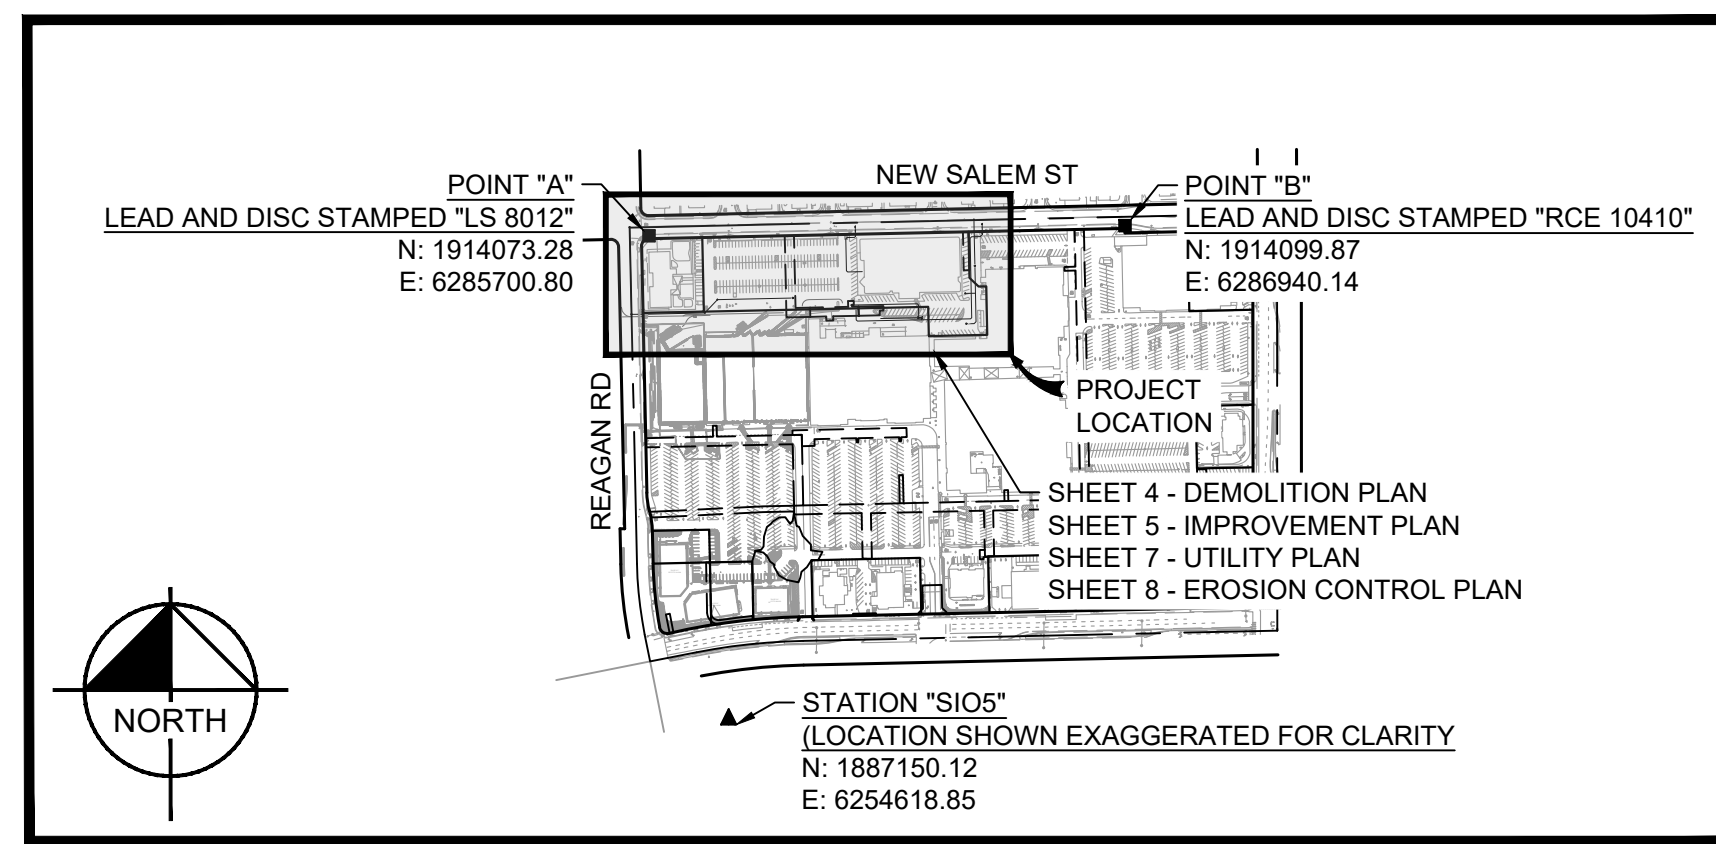 NEW SALEM ST
POINT "A"
LEAD AND DISC STAMPED "LS 8012"
N: 1914073.28
E: 6285700.80
POINT "B"
LEAD AND DISC STAMPED "RCE 10410"
N: 1914099.87
E: 6286940.14
REAGAN RD
PROJECT
LOCATION
SHEET 4 - DEMOLITION PLAN
SHEET 5 - IMPROVEMENT PLAN
SHEET 7 - UTILITY PLAN
SHEET 8 - EROSION CONTROL PLAN
NORTH
STATION "SIO5"
(LOCATION SHOWN EXAGGERATED FOR CLARITY
N: 1887150.12
E: 6254618.85